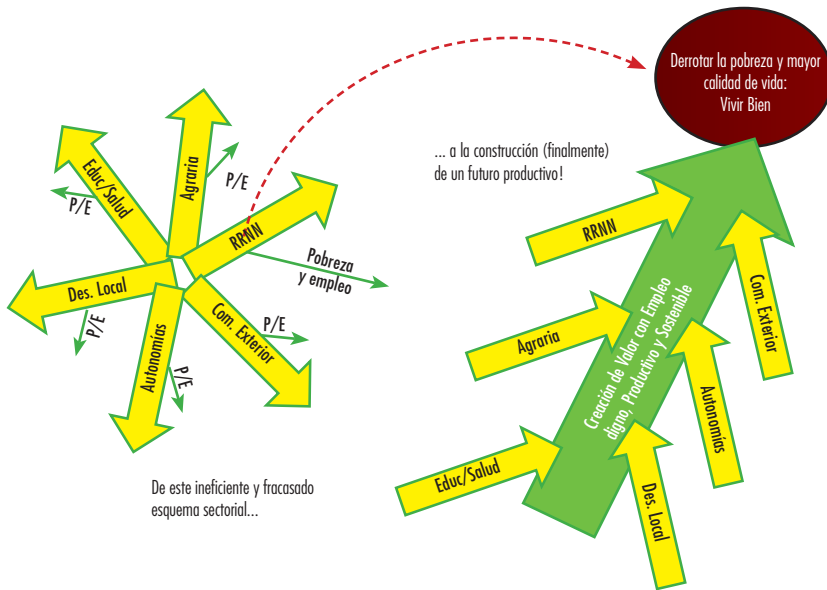 Derrotar la pobreza y mayor
calidad de vida:
Vivir Bien
... a la construcción (finalmente)
de un futuro productivo!
Educ/Salud
P/E
Agraria
P/E
RRNN
Pobreza
y empleo
Des. Local
P/E
Autonomías
P/E
Com. Exterior
P/E
De este ineficiente y fracasado
esquema sectorial...
RRNN
Agraria
Educ/Salud
Creación de Valor con Empleo
digno, Productivo y Sostenible
Com. Exterior
Autonomías
Des. Local